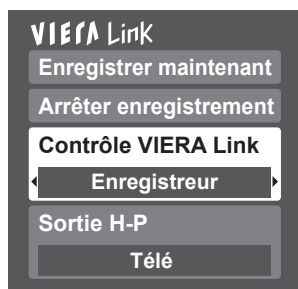 VIERA Link
Enregistrer maintenant
Arrêter enregistrement
Contrôle VIERA Link
Enregistreur
Sortie H-P
Télé